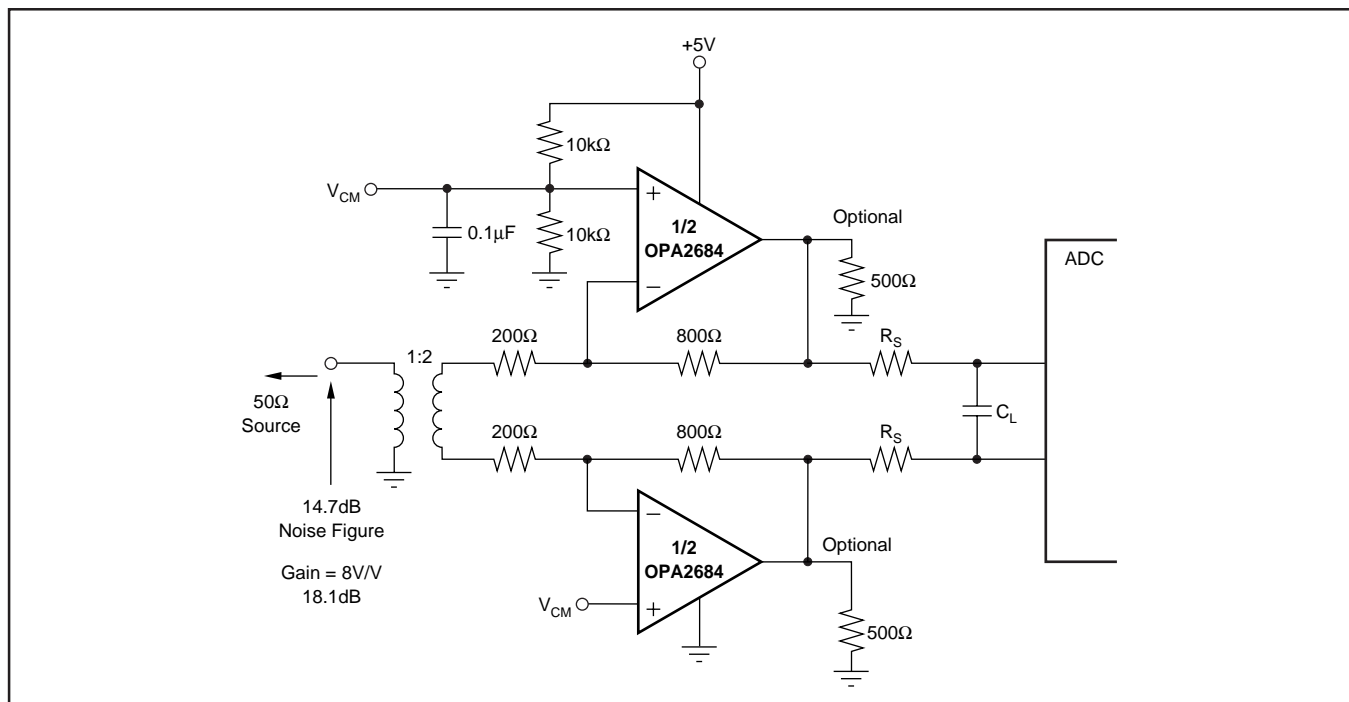 +5V
10kΩ
V_CM
0.1μF
10kΩ
+
1/2
OPA2684
−
Optional
500Ω
ADC
200Ω
800Ω
R_S
1:2
50Ω
Source
C_L
200Ω
800Ω
R_S
14.7dB
Noise Figure
Gain = 8V/V
18.1dB
−
1/2
OPA2684
+
V_CM
Optional
500Ω